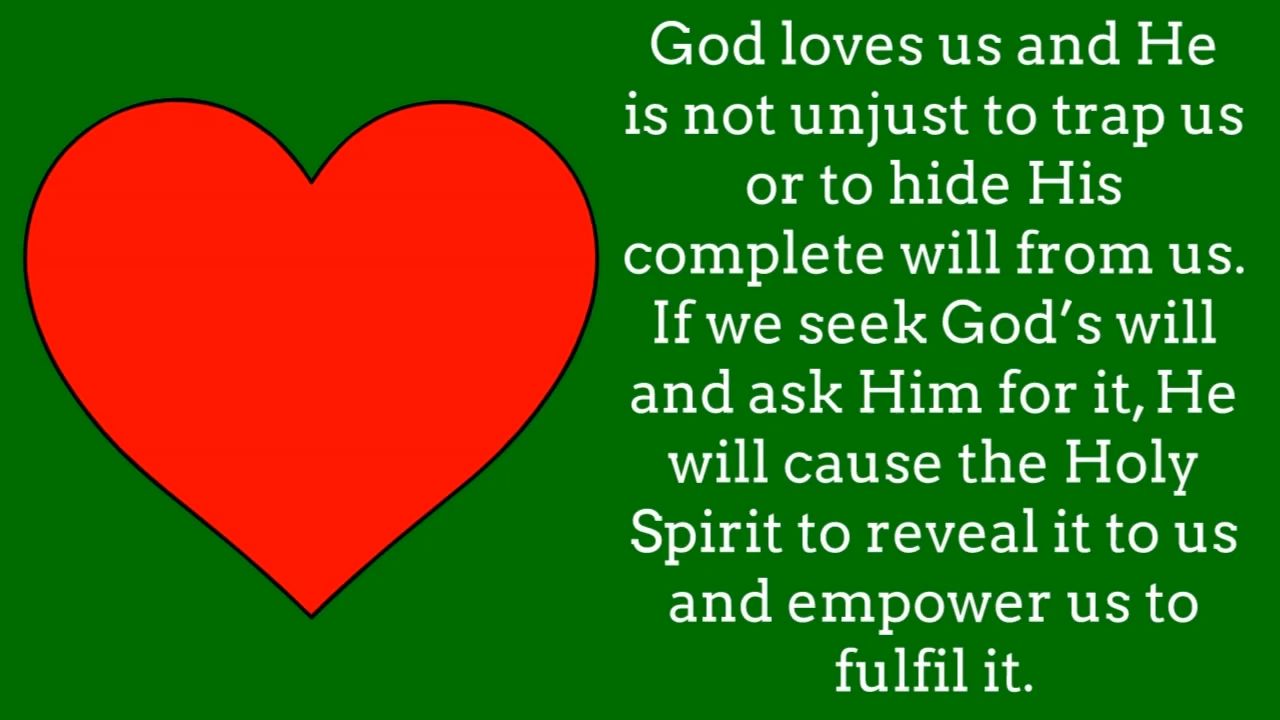 God loves us and He
is not unjust to trap us
or to hide His
complete will from us.
If we seek God’s will
and ask Him for it, He
will cause the Holy
Spirit to reveal it to us
and empower us to
fulfil it.